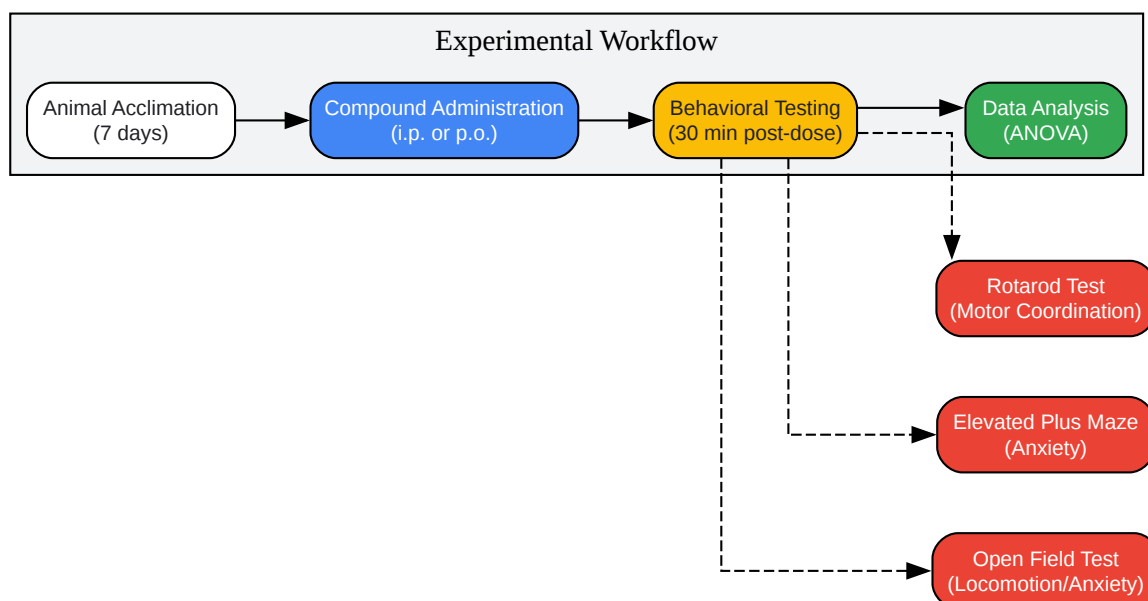 Experimental Workflow
Animal Acclimation
(7 days)
Compound Administration
(i.p. or p.o.)
Behavioral Testing
(30 min post-dose)
Data Analysis
(ANOVA)
Rotarod Test
(Motor Coordination)
Elevated Plus Maze
(Anxiety)
Open Field Test
(Locomotion/Anxiety)